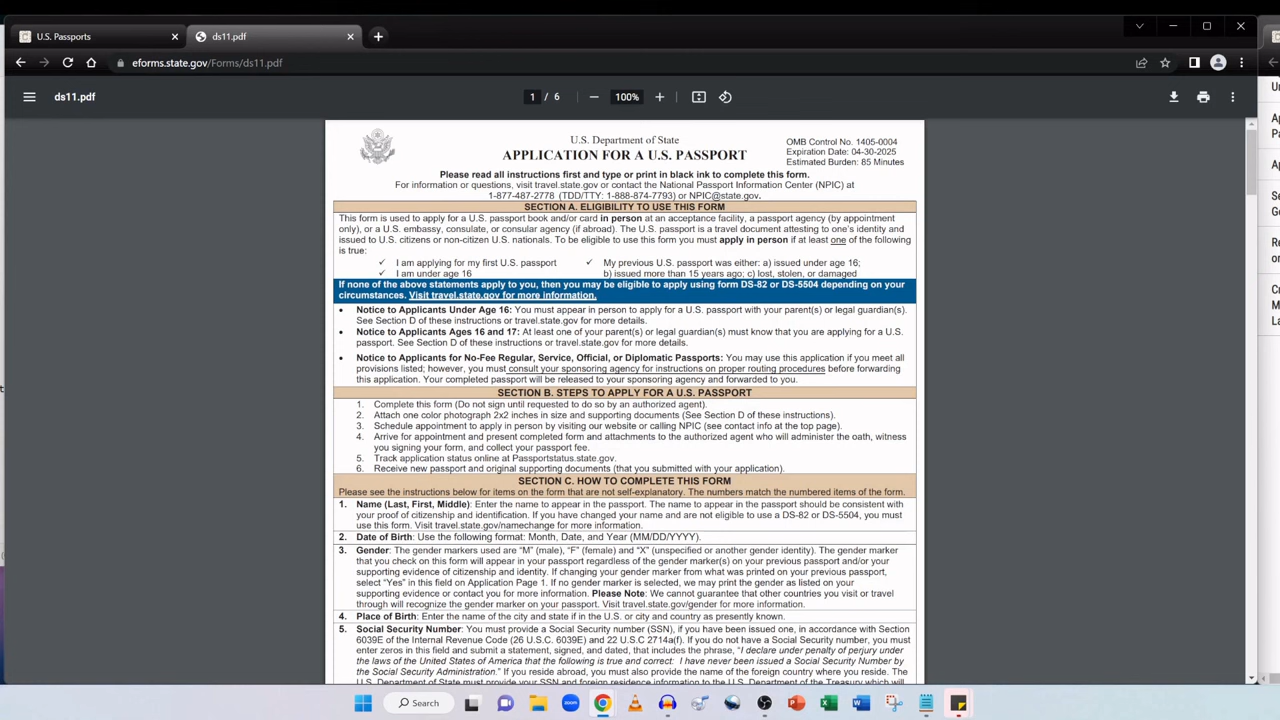 U.S. Passports
ds11.pdf
eforms.state.gov/Forms/ds11.pdf
ds11.pdf
1 / 6
100%
U.S. Department of State
APPLICATION FOR A U.S. PASSPORT
OMB Control No. 1405-0004
Expiration Date: 04-30-2025
Estimated Burden: 85 Minutes
Please read all instructions first and type or print in black ink to complete this form.
For information or questions, visit travel.state.gov or contact the National Passport Information Center (NPIC) at
1-877-487-2778 (TDD/TTY: 1-888-874-7793) or NPIC@state.gov.
SECTION A. ELIGIBILITY TO USE THIS FORM
This form is used to apply for a U.S. passport book and/or card in person at an acceptance facility, a passport agency (by appointment
only), or a U.S. embassy, consulate, or consular agency (if abroad). The U.S. passport is a travel document attesting to one's identity and
issued to U.S. citizens or non-citizen U.S. nationals. To be eligible to use this form you must apply in person if at least one of the following
is true:
✓ I am applying for my first U.S. passport
✓ I am under age 16
✓ My previous U.S. passport was either: a) issued under age 16;
b) issued more than 15 years ago; c) lost, stolen, or damaged
If none of the above statements apply to you, then you may be eligible to apply using form DS-82 or DS-5504 depending on your
circumstances. Visit travel.state.gov for more information.
• Notice to Applicants Under Age 16: You must appear in person to apply for a U.S. passport with your parent(s) or legal guardian(s).
See Section D of these instructions or travel.state.gov for more details.
• Notice to Applicants Ages 16 and 17: At least one of your parent(s) or legal guardian(s) must know that you are applying for a U.S.
passport. See Section D of these instructions or travel.state.gov for more details.
• Notice to Applicants for No-Fee Regular, Service, Official, or Diplomatic Passports: You may use this application if you meet all
provisions listed; however, you must consult your sponsoring agency for instructions on proper routing procedures before forwarding
this application. Your completed passport will be released to your sponsoring agency and forwarded to you.
SECTION B. STEPS TO APPLY FOR A U.S. PASSPORT
1. Complete this form (Do not sign until requested to do so by an authorized agent).
2. Attach one color photograph 2x2 inches in size and supporting documents (See Section D of these instructions).
3. Schedule appointment to apply in person by visiting our website or calling NPIC (see contact info at the top page).
4. Arrive for appointment and present completed form and attachments to the authorized agent who will administer the oath, witness
you signing your form, and collect your passport fee.
5. Track application status online at Passportstatus.state.gov.
6. Receive new passport and original supporting documents (that you submitted with your application).
SECTION C. HOW TO COMPLETE THIS FORM
Please see the instructions below for items on the form that are not self-explanatory. The numbers match the numbered items of the form.
1. Name (Last, First, Middle): Enter the name to appear in the passport. The name to appear in the passport should be consistent with
your proof of citizenship and identification. If you have changed your name and are not eligible to use a DS-82 or DS-5504, you must
use this form. Visit travel.state.gov/namechange for more information.
2. Date of Birth: Use the following format: Month, Date, and Year (MM/DD/YYYY).
3. Gender: The gender markers used are "M" (male), "F" (female) and "X" (unspecified or another gender identity). The gender marker
that you check on this form will appear in your passport regardless of the gender marker(s) on your previous passport and/or your
supporting evidence of citizenship and identity. If changing your gender marker from what was printed on your previous passport,
select "Yes" in this field on Application Page 1. If no gender marker is selected, we may print the gender as listed on your
supporting evidence or contact you for more information. Please Note: We cannot guarantee that other countries you visit or travel
through will recognize the gender marker on your passport. Visit travel.state.gov/gender for more information.
4. Place of Birth: Enter the name of the city and state if in the U.S. or city and country as presently known.
5. Social Security Number: You must provide a Social Security number (SSN), if you have been issued one, in accordance with Section
6039E of the Internal Revenue Code (26 U.S.C. 6039E) and 22 U.S.C 2714a(f). If you do not have a Social Security number, you must
enter zeros in this field and submit a statement, signed, and dated, that includes the phrase, "I declare under penalty of perjury under
the laws of the United States of America that the following is true and correct: I have never been issued a Social Security Number by
the Social Security Administration." If you reside abroad, you must also provide the name of the foreign country where you reside. The
U.S. Department of State must provide your SSN and foreign residence information to the U.S. Department of the Treasury which will
Search